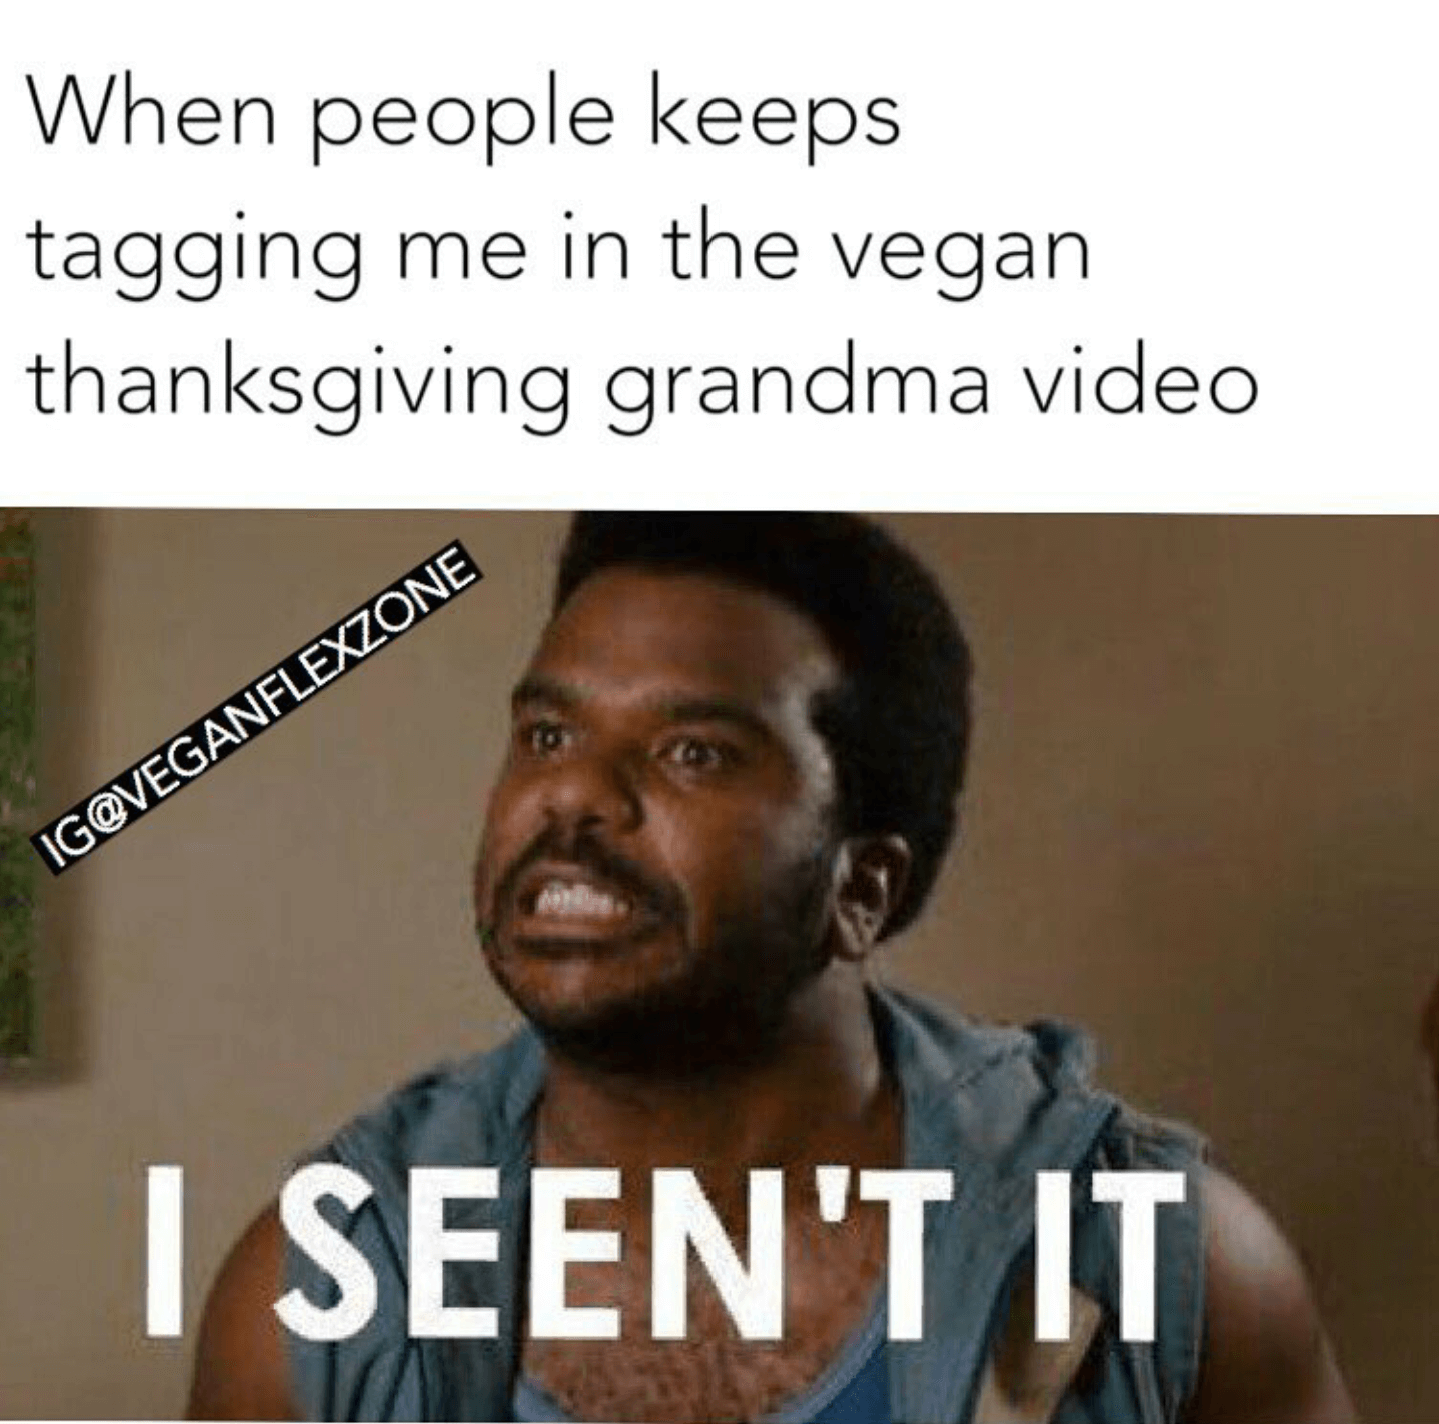 When people keeps
tagging me in the vegan
thanksgiving grandma video
IG@VEGANFLEXZONE
I SEEN'T IT